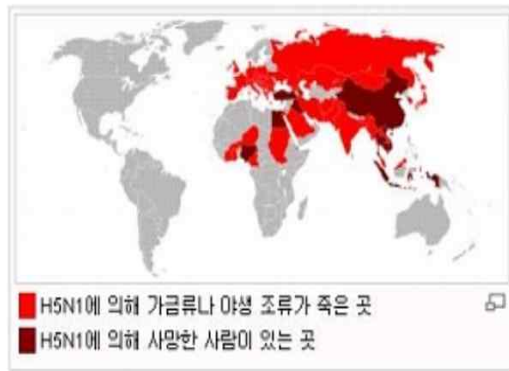 H5N1에 의해 가금류나 야생 조류가 죽은 곳
H5N1에 의해 사망한 사람이 있는 곳